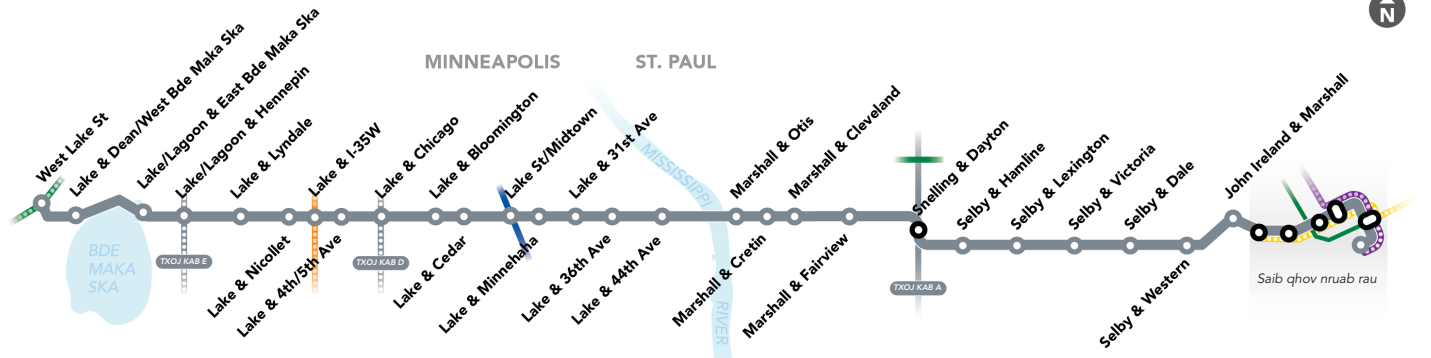 N
MINNEAPOLIS
ST. PAUL
West Lake St
Lake & Dean/West Bde Maka Ska
Lake/Lagoon & East Bde Maka Ska
Lake/Lagoon & Hennepin
Lake & Lyndale
Lake & Nicollet
Lake & I-35W
Lake & 4th/5th Ave
Lake & Chicago
Lake & Bloomington
Lake & Cedar
Lake St/Midtown
Lake & Minnehaha
Lake & 31st Ave
Lake & 36th Ave
Lake & 44th Ave
MISSISSIPPI
RIVER
Marshall & Otis
Marshall & Cretin
Marshall & Cleveland
Marshall & Fairview
Snelling & Dayton
Selby & Hamline
Selby & Lexington
Selby & Victoria
Selby & Dale
Selby & Western
John Ireland & Marshall
BDE
MAKA
SKA
TXOJ KAB E
TXOJ KAB D
TXOJ KAB A
Saib qhov nruab rau